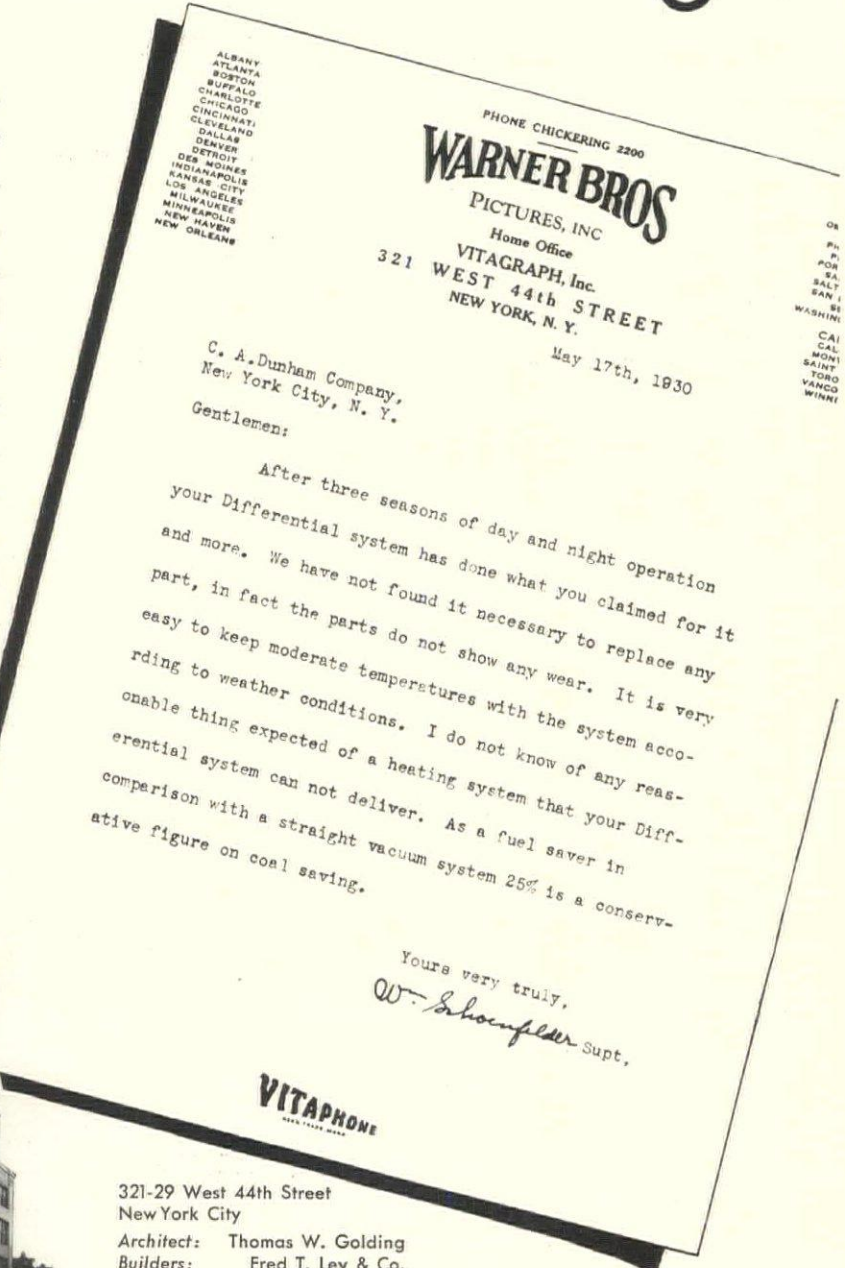 ALBANY
ATLANTA
BOSTON
BUFFALO
CHARLOTTE
CHICAGO
CINCINNATI
CLEVELAND
DALLAS
DENVER
DETROIT
DES MOINES
INDIANAPOLIS
KANSAS CITY
LOS ANGELES
MILWAUKEE
MINNEAPOLIS
NEW HAVEN
NEW ORLEANS
PHONE CHICKERING 2200
WARNER BROS
PICTURES, INC
Home Office
VITAGRAPH, Inc.
321 WEST 44th STREET
NEW YORK, N. Y.
May 17th, 1930
C. A.Dunham Company,
New York City, N. Y.
Gentlemen:
After three seasons of day and night operation
your Differential system has done what you claimed for it
and more. We have not found it necessary to replace any
part, in fact the parts do not show any wear. It is very
easy to keep moderate temperatures with the system acco-
rding to weather conditions. I do not know of any reas-
onable thing expected of a heating system that your Diff-
erential system can not deliver. As a fuel saver in
comparison with a straight vacuum system 25% is a conserv-
ative figure on coal saving.
Yours very truly,
Wm. Schoenfelder Supt.
VITAPHONE
321-29 West 44th Street
New York City
Architect: Thomas W. Golding
Builders: Fred T. Ley & Co.